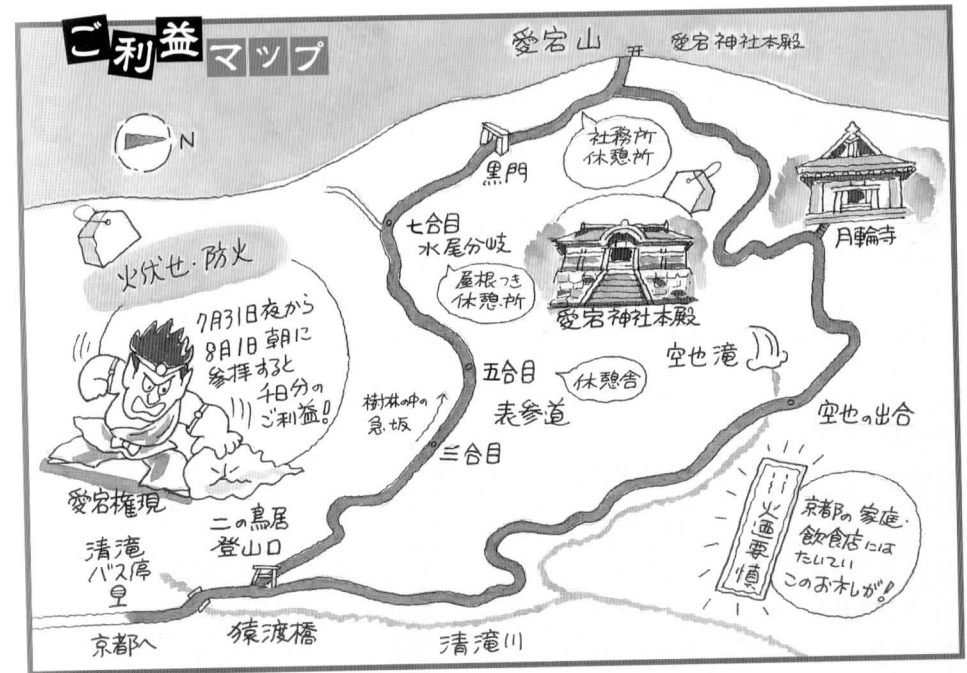 ご利益マップ
愛宕山
愛宕神社本殿
N
社務所
休憩所
黒門
月輪寺
七合目
水尾分岐
屋根つき
休憩所
愛宕神社本殿
火伏せ・防火
7月31日夜から
8月1日朝に
参拝すると
千日分の
ご利益!
火
愛宕権現
空也滝
五合目
休憩舎
表参道
樹林の中の
急坂
三合目
空也の出合
火迺要慎
京都の家庭・
飲食店には
たいてい
このお札が!
二の鳥居
登山口
清滝
バス停
京都へ
猿渡橋
清滝川